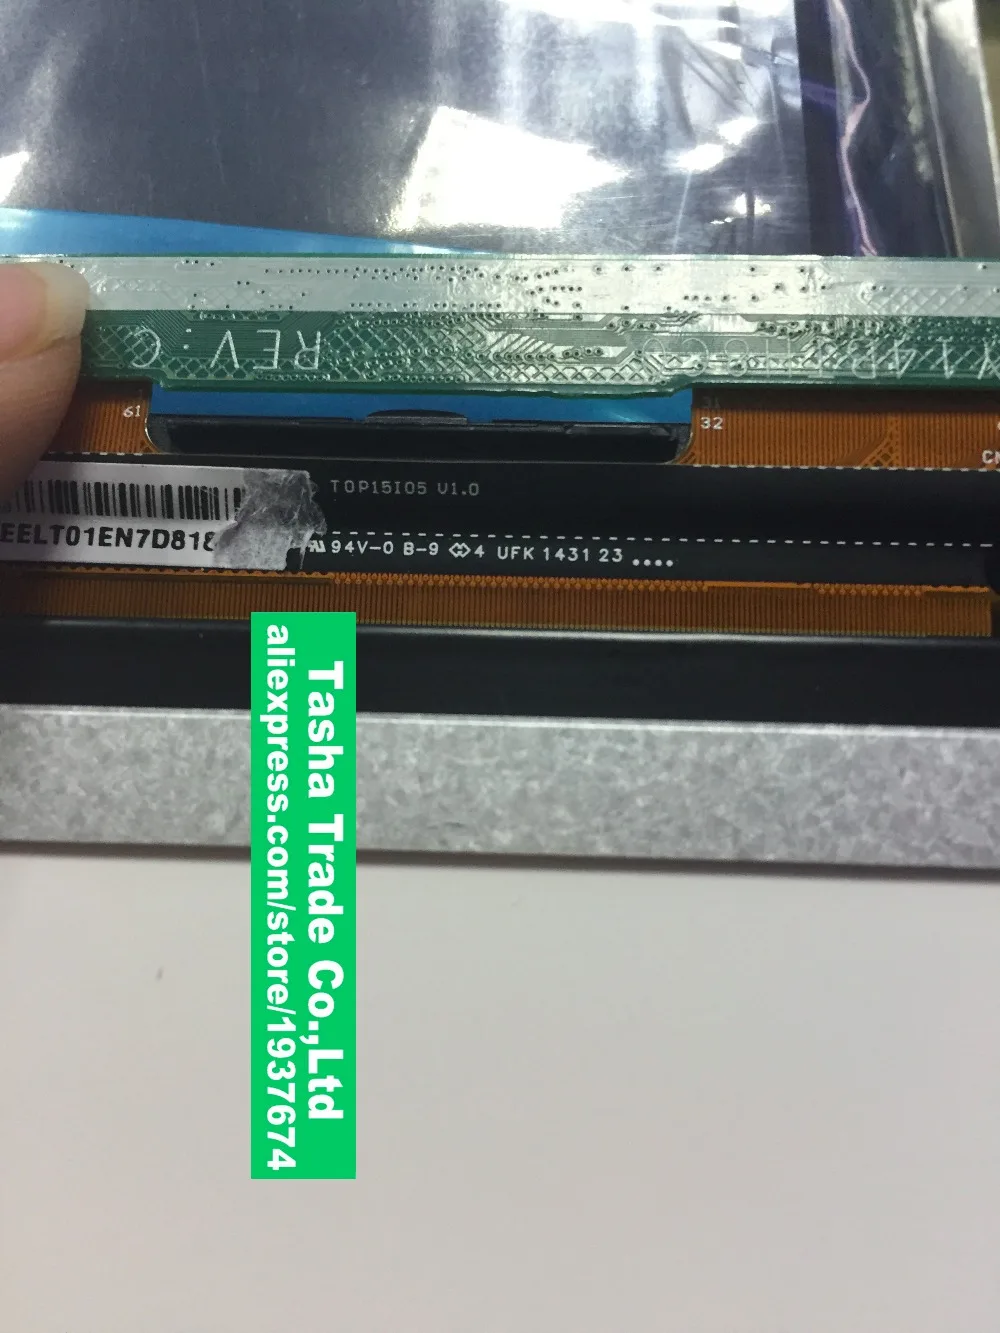 REV: C
61
31
32
TOP15I05 V1.0
EELT01EN7D818
94V-0 B-9 4 UFK 1431 23
Tasha Trade Co.,Ltd
aliexpress.com/store/1937674